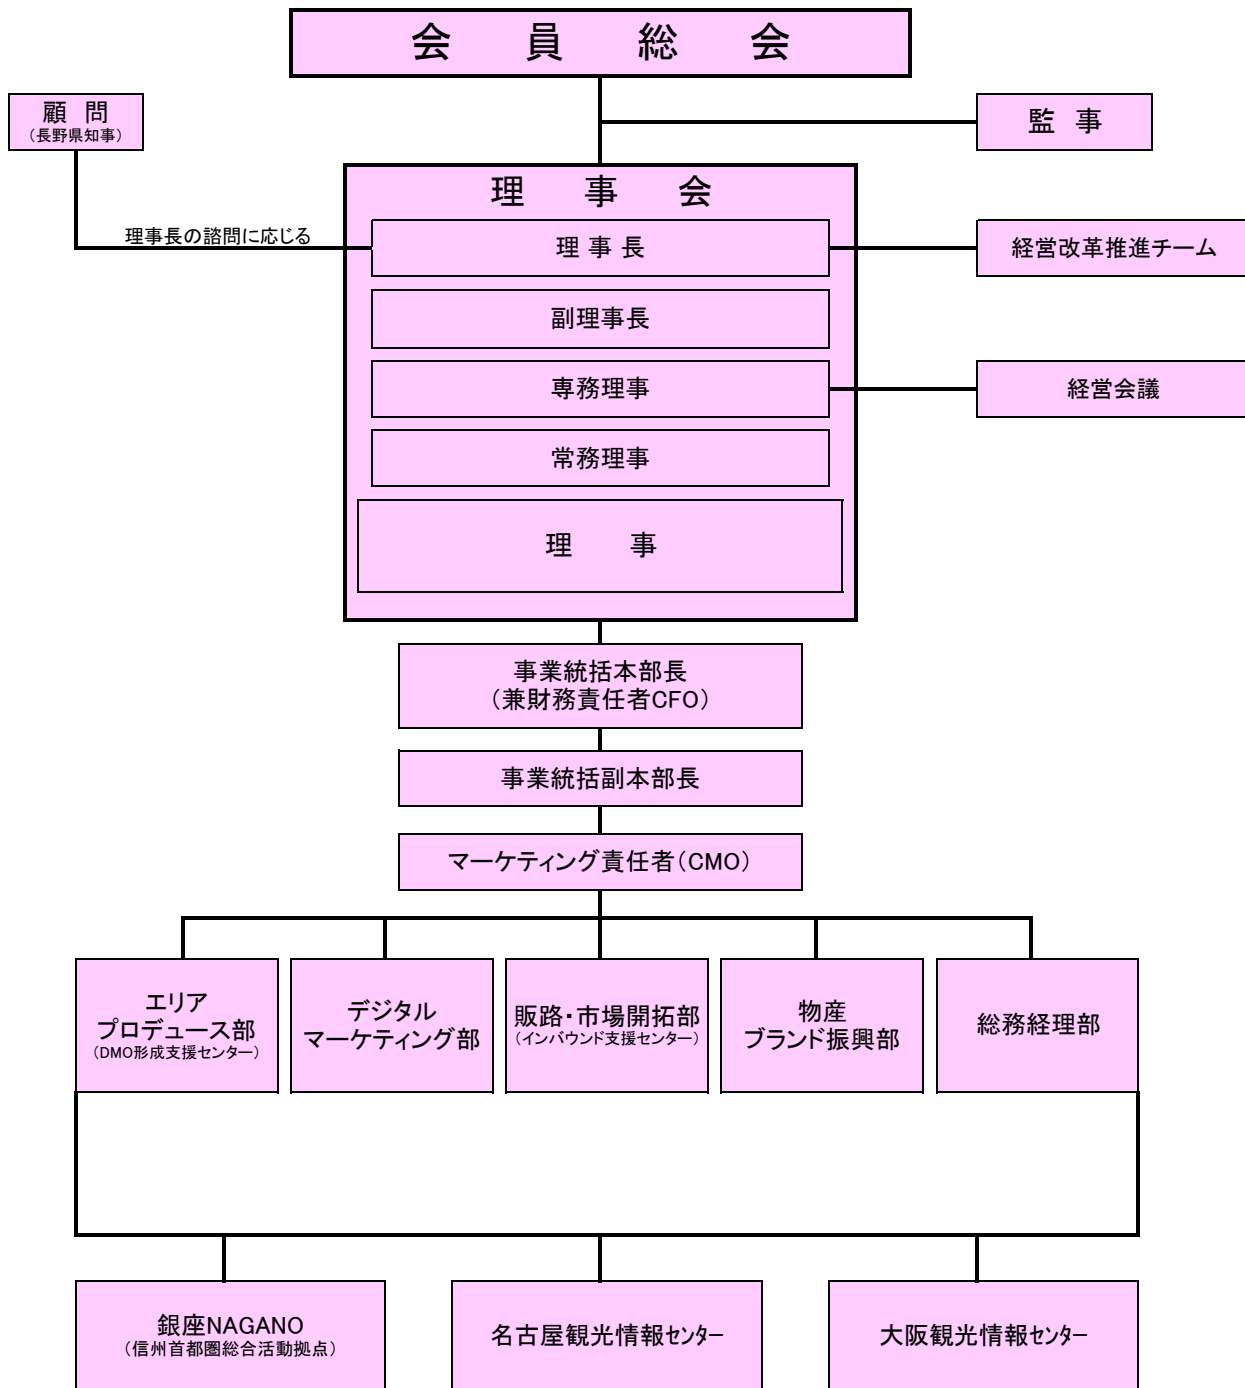 会員総会
顧問
（長野県知事）
監事
理事会
理事長の諮問に応じる
理事長
経営改革推進チーム
副理事長
専務理事
経営会議
常務理事
理事
事業統括本部長
（兼財務責任者CFO）
事業統括副本部長
マーケティング責任者（CMO）
エリア
プロデュース部
（DMO形成支援センター）
デジタル
マーケティング部
販路・市場開拓部
（インバウンド支援センター）
物産
ブランド振興部
総務経理部
銀座NAGANO
（信州首都圏総合活動拠点）
名古屋観光情報センター
大阪観光情報センター